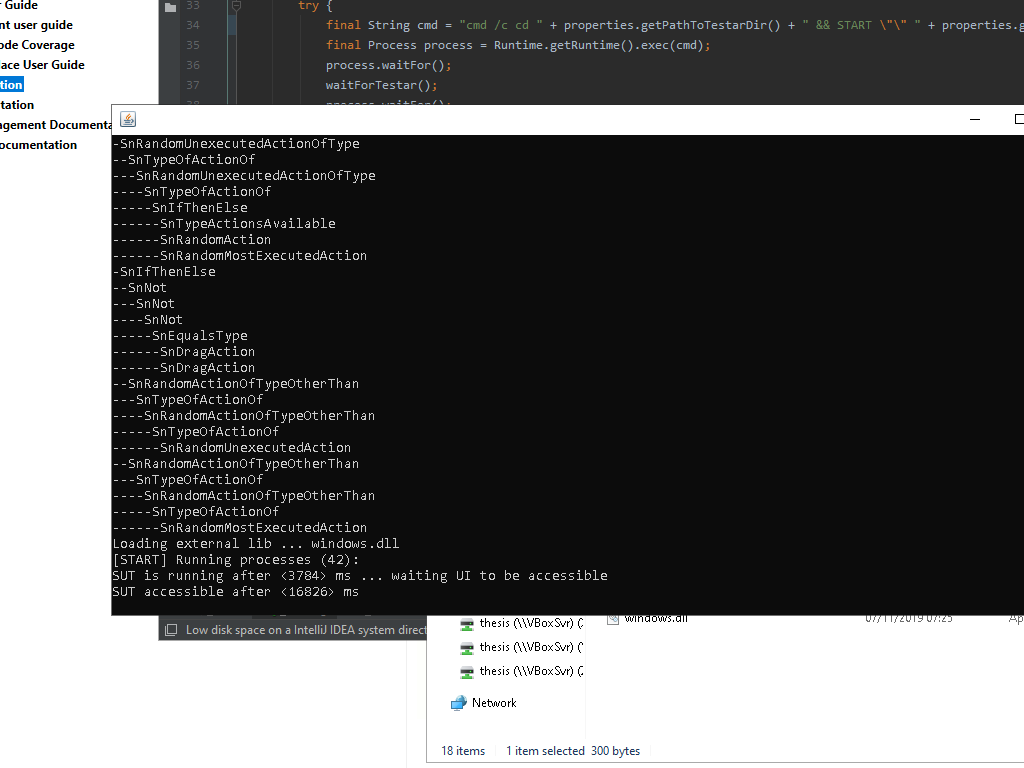 r Guide
nt user guide
ode Coverage
ace User Guide
tion
tation
gement Documenta
ocumentation
33 try {
34 final String cmd = "cmd /c cd " + properties.getPathToTestarDir() + " && START \"\" " + properties.g
35 final Process process = Runtime.getRuntime().exec(cmd);
36 process.waitFor();
37 waitForTestar();
38 process.waitFor();
-SnRandomUnexecutedActionOfType
--SnTypeOfActionOf
---SnRandomUnexecutedActionOfType
----SnTypeOfActionOf
-----SnIfThenElse
------SnTypeActionsAvailable
------SnRandomAction
------SnRandomMostExecutedAction
-SnIfThenElse
--SnNot
---SnNot
----SnNot
-----SnEqualsType
------SnDragAction
------SnDragAction
--SnRandomActionOfTypeOtherThan
---SnTypeOfActionOf
----SnRandomActionOfTypeOtherThan
-----SnTypeOfActionOf
------SnRandomUnexecutedAction
--SnRandomActionOfTypeOtherThan
---SnTypeOfActionOf
----SnRandomActionOfTypeOtherThan
-----SnTypeOfActionOf
------SnRandomMostExecutedAction
Loading external lib ... windows.dll
[START] Running processes (42):
SUT is running after <3784> ms ... waiting UI to be accessible
SUT accessible after <16826> ms
Low disk space on a IntelliJ IDEA system direct
thesis (\\VBoxSvr) (
thesis (\\VBoxSvr) (
thesis (\\VBoxSvr) (
Network
windows.dll 07/11/2019 07:25 Ap
18 items 1 item selected 300 bytes